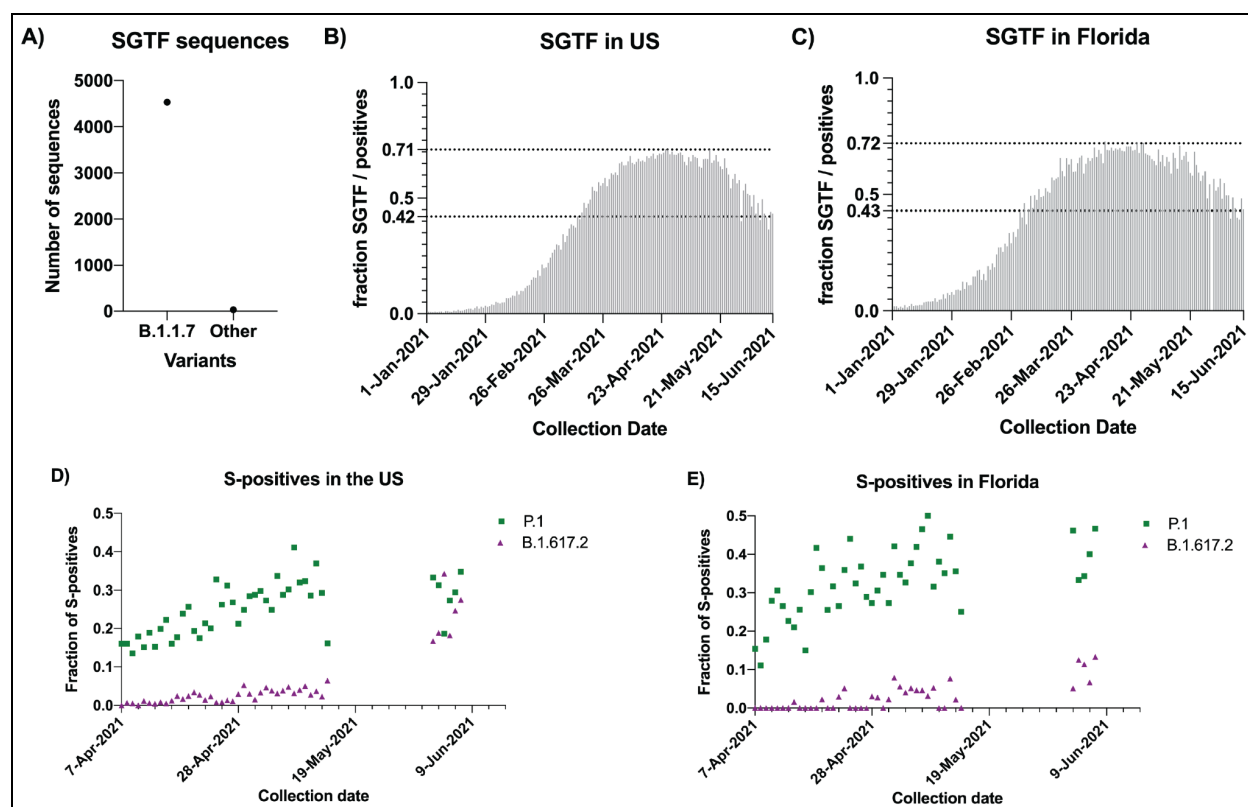 A)
SGTF sequences
Number of sequences
5000
4000
3000
2000
1000
0
B.1.1.7 Other
Variants
B)
SGTF in US
fraction SGTF / positives
1.0
0.71
0.5
0.42
0.0
1-Jan-2021
29-Jan-2021
26-Feb-2021
26-Mar-2021
23-Apr-2021
21-May-2021
15-Jun-2021
Collection Date
C)
SGTF in Florida
fraction SGTF / positives
1.0
0.72
0.5
0.43
0.0
1-Jan-2021
29-Jan-2021
26-Feb-2021
26-Mar-2021
23-Apr-2021
21-May-2021
15-Jun-2021
Collection Date
D)
S-positives in the US
Fraction of S-positives
0.5
0.4
0.3
0.2
0.1
0.0
7-Apr-2021
28-Apr-2021
19-May-2021
9-Jun-2021
Collection date
P.1
B.1.617.2
E)
S-positives in Florida
Fraction of S-positives
0.5
0.4
0.3
0.2
0.1
0.0
7-Apr-2021
28-Apr-2021
19-May-2021
9-Jun-2021
Collection date
P.1
B.1.617.2